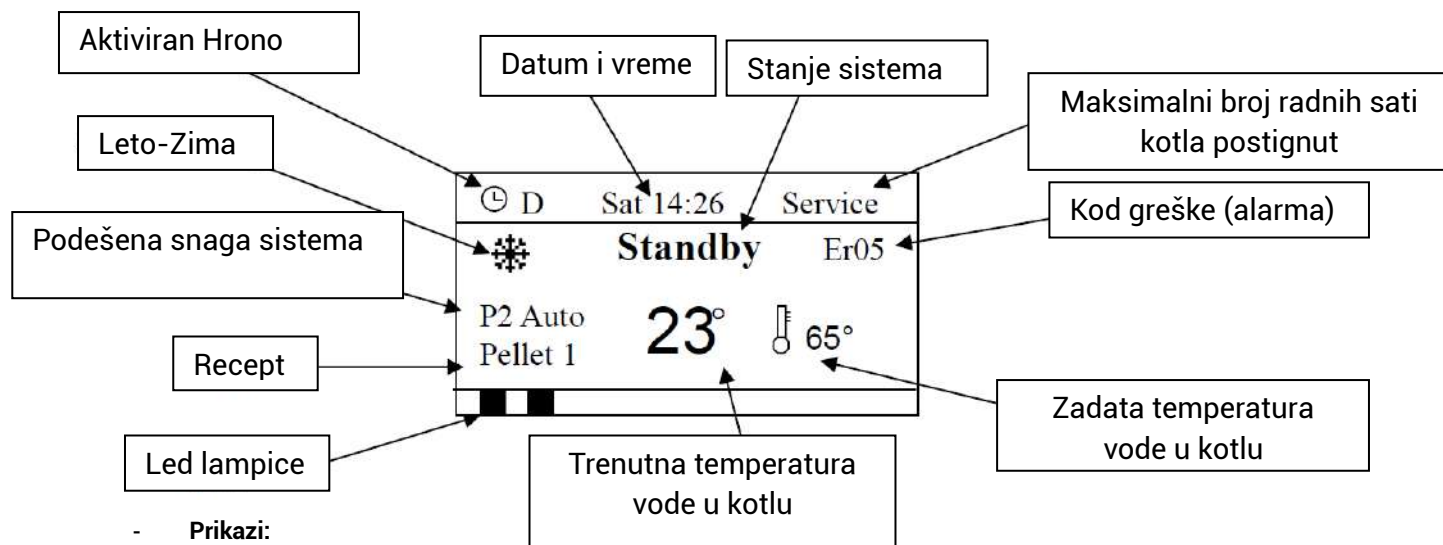 Aktiviran Hrono
Datum i vreme
Stanje sistema
Maksimalni broj radnih sati
kotla postignut
Leto-Zima
Kod greške (alarma)
Podešena snaga sistema
D Sat 14:26 Service
Standby Er05
P2 Auto
Pellet 1
23° 65°
Recept
Zadata temperatura
vode u kotlu
Led lampice
Trenutna temperatura
vode u kotlu
- Prikazi: